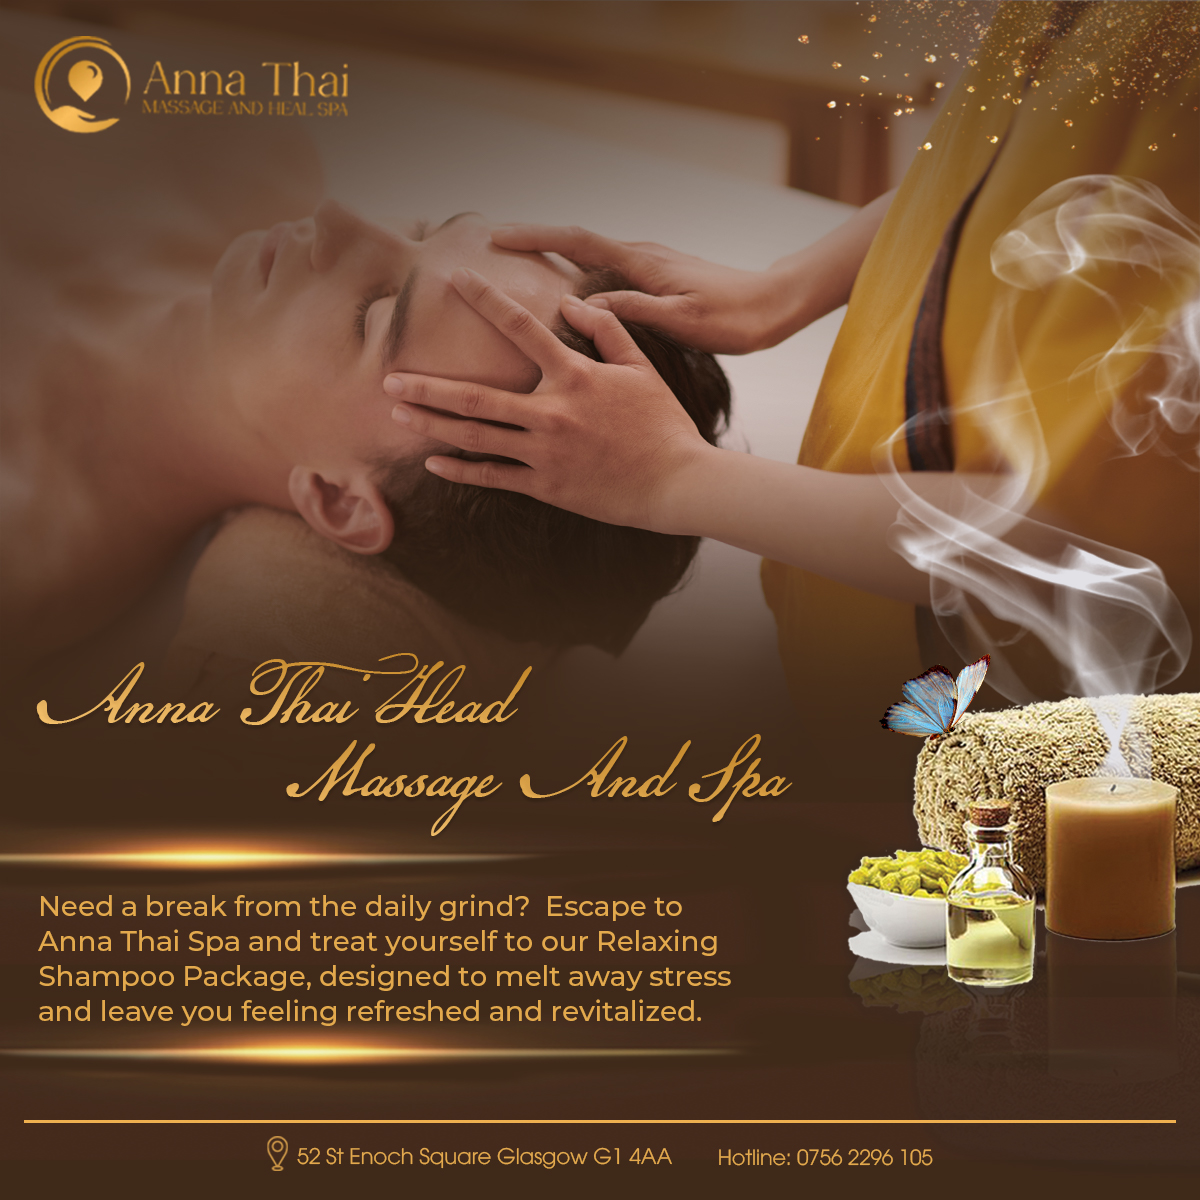 Anna Thai
MASSAGE AND HEAL SPA
Anna Thai Head
Massage And Spa
Need a break from the daily grind?  Escape to
Anna Thai Spa and treat yourself to our Relaxing
Shampoo Package, designed to melt away stress
and leave you feeling refreshed and revitalized.
52 St Enoch Square Glasgow G1 4AA
Hotline: 0756 2296 105